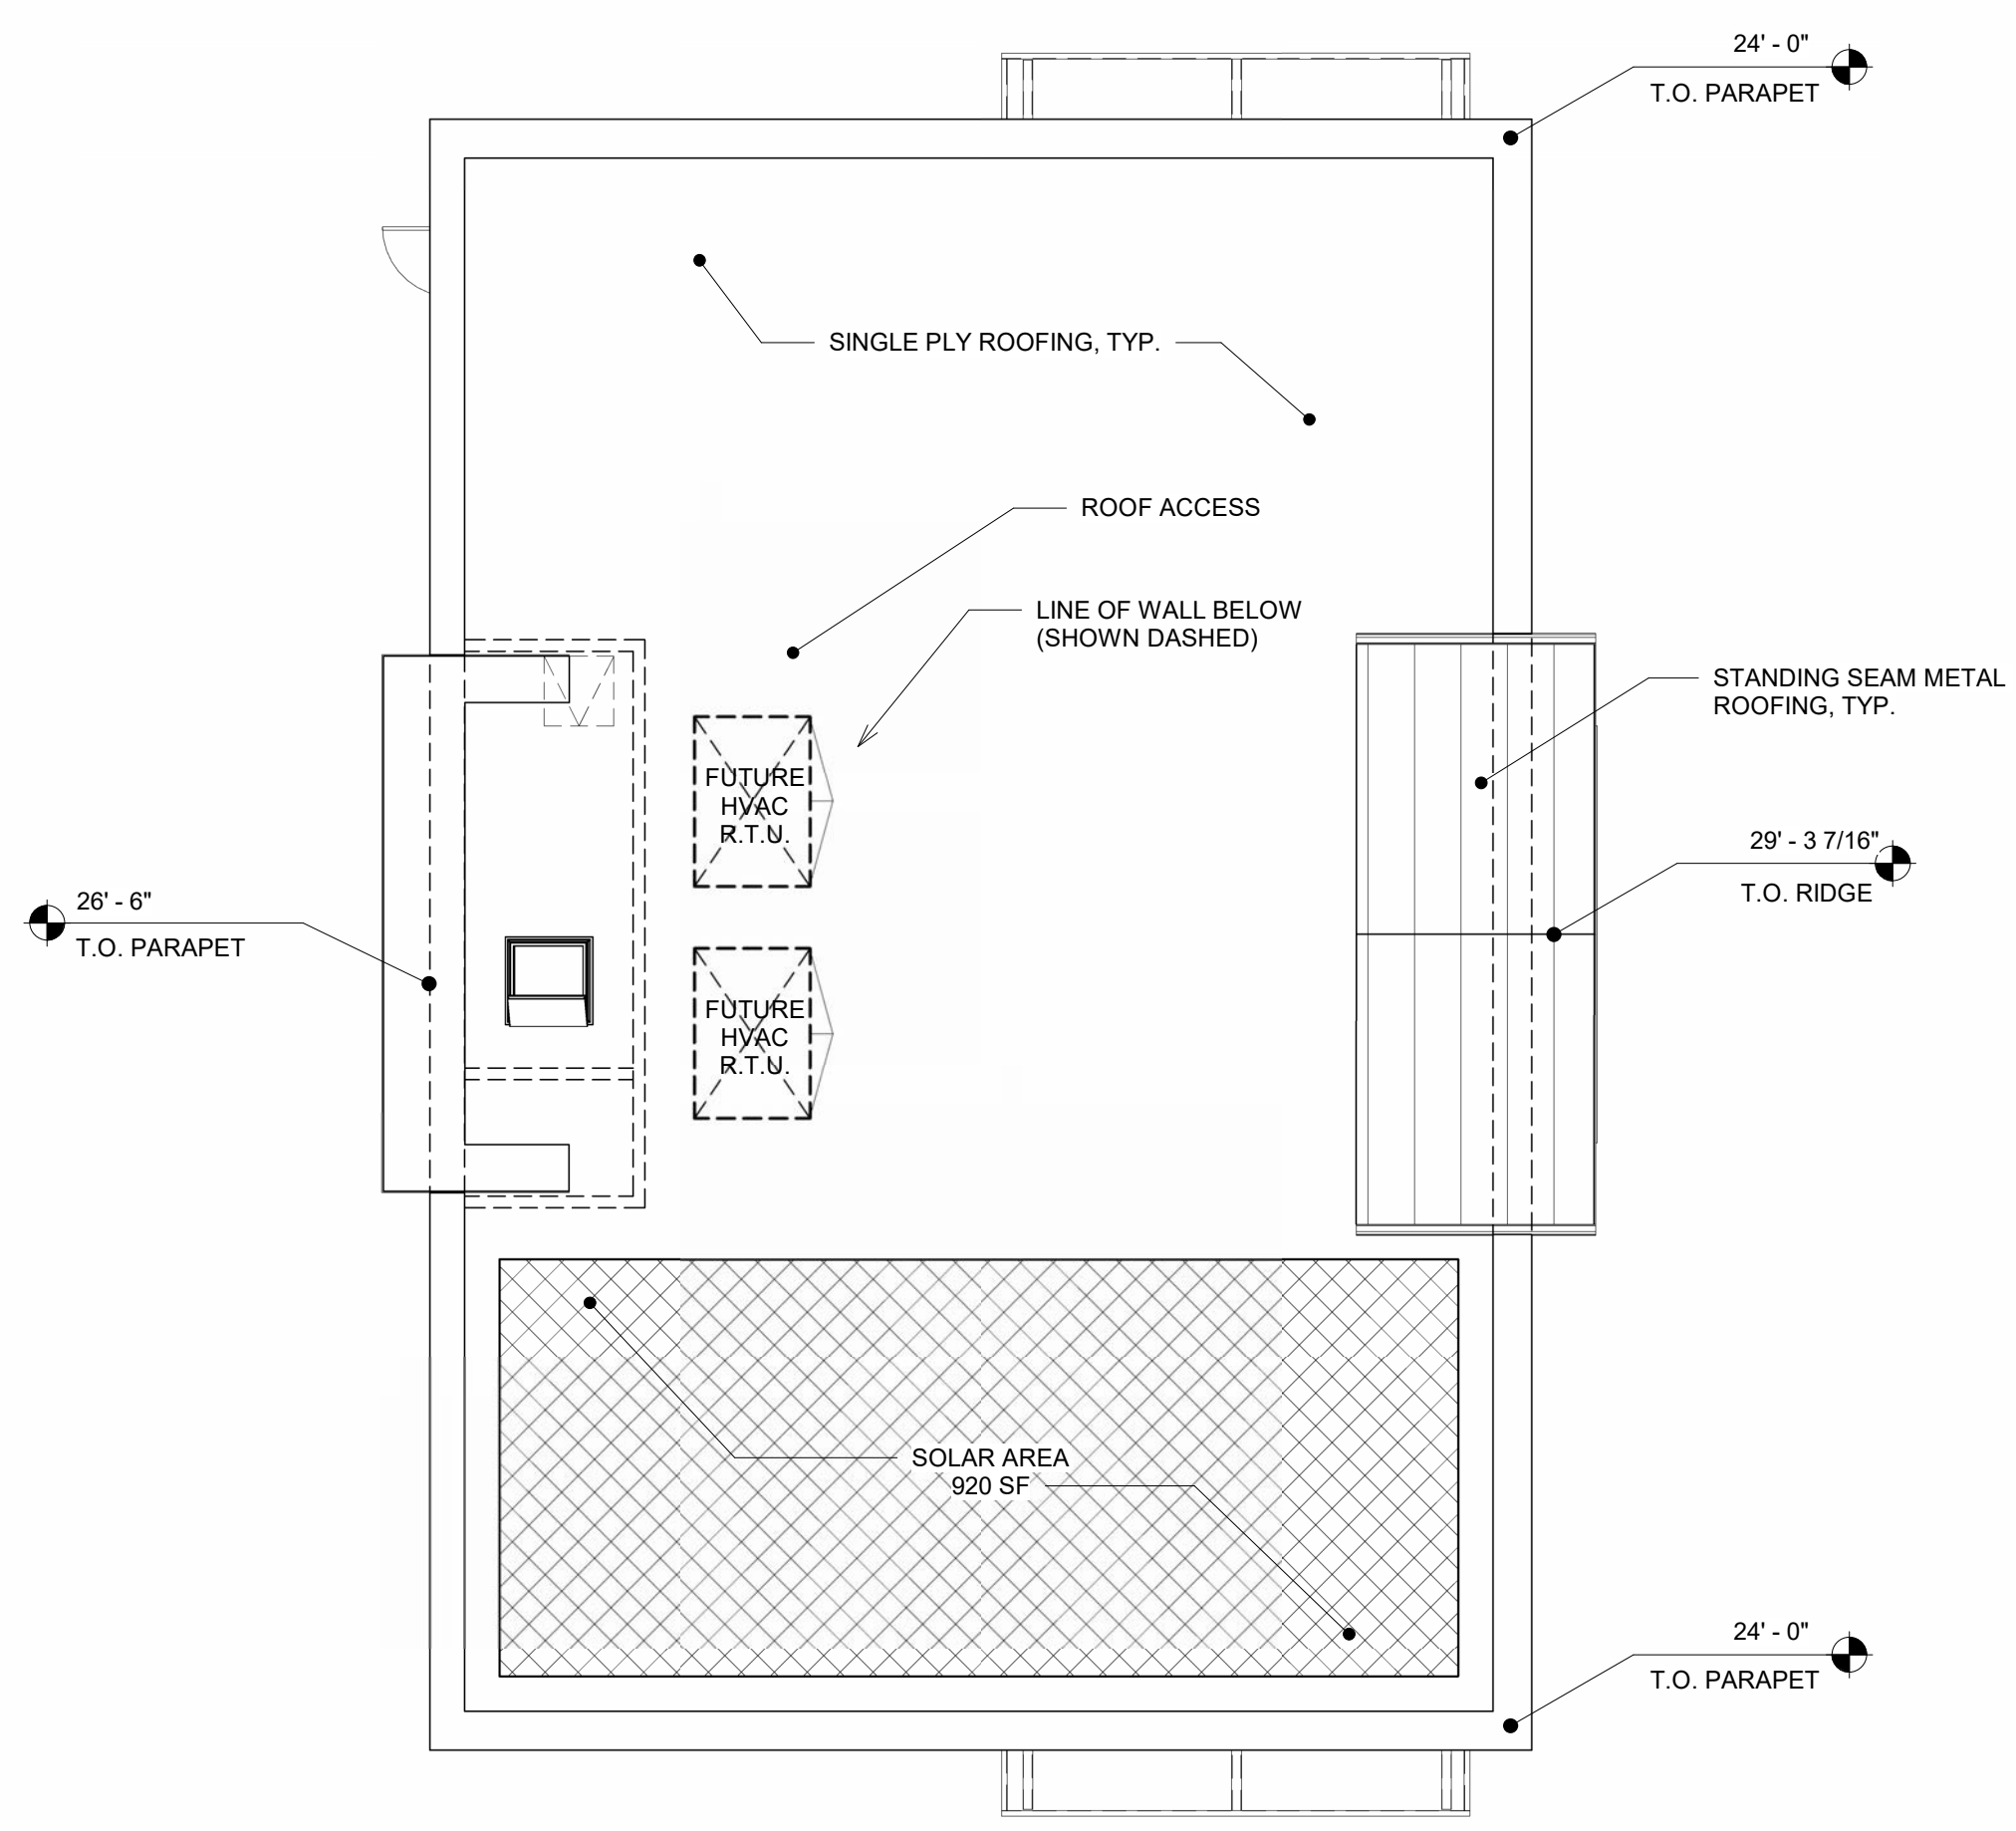 24' - 0"
T.O. PARAPET
SINGLE PLY ROOFING, TYP.
ROOF ACCESS
LINE OF WALL BELOW
(SHOWN DASHED)
STANDING SEAM METAL
ROOFING, TYP.
FUTURE
HVAC
R.T.U.
29' - 3 7/16"
T.O. RIDGE
26' - 6"
T.O. PARAPET
FUTURE
HVAC
R.T.U.
SOLAR AREA
920 SF
24' - 0"
T.O. PARAPET